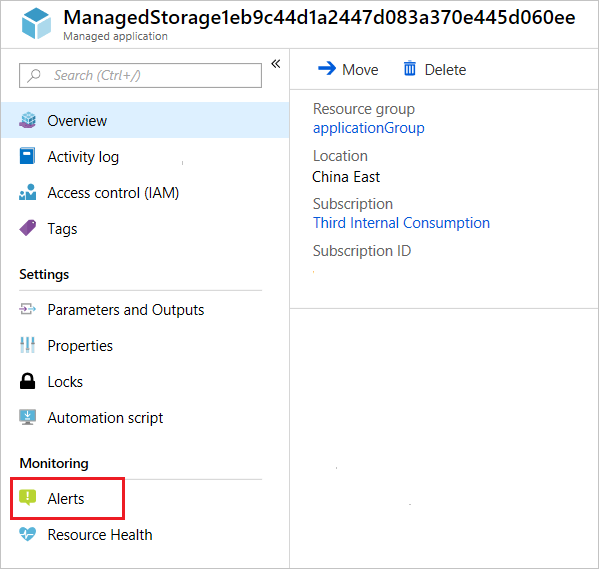 ManagedStorage1eb9c44d1a2447d083a370e445d060ee
Managed application
Search (Ctrl+/)
Overview
Activity log
Access control (IAM)
Tags
Settings
Parameters and Outputs
Properties
Locks
Automation script
Monitoring
Alerts
Resource Health
Move Delete
Resource group
applicationGroup
Location
China East
Subscription
Third Internal Consumption
Subscription ID